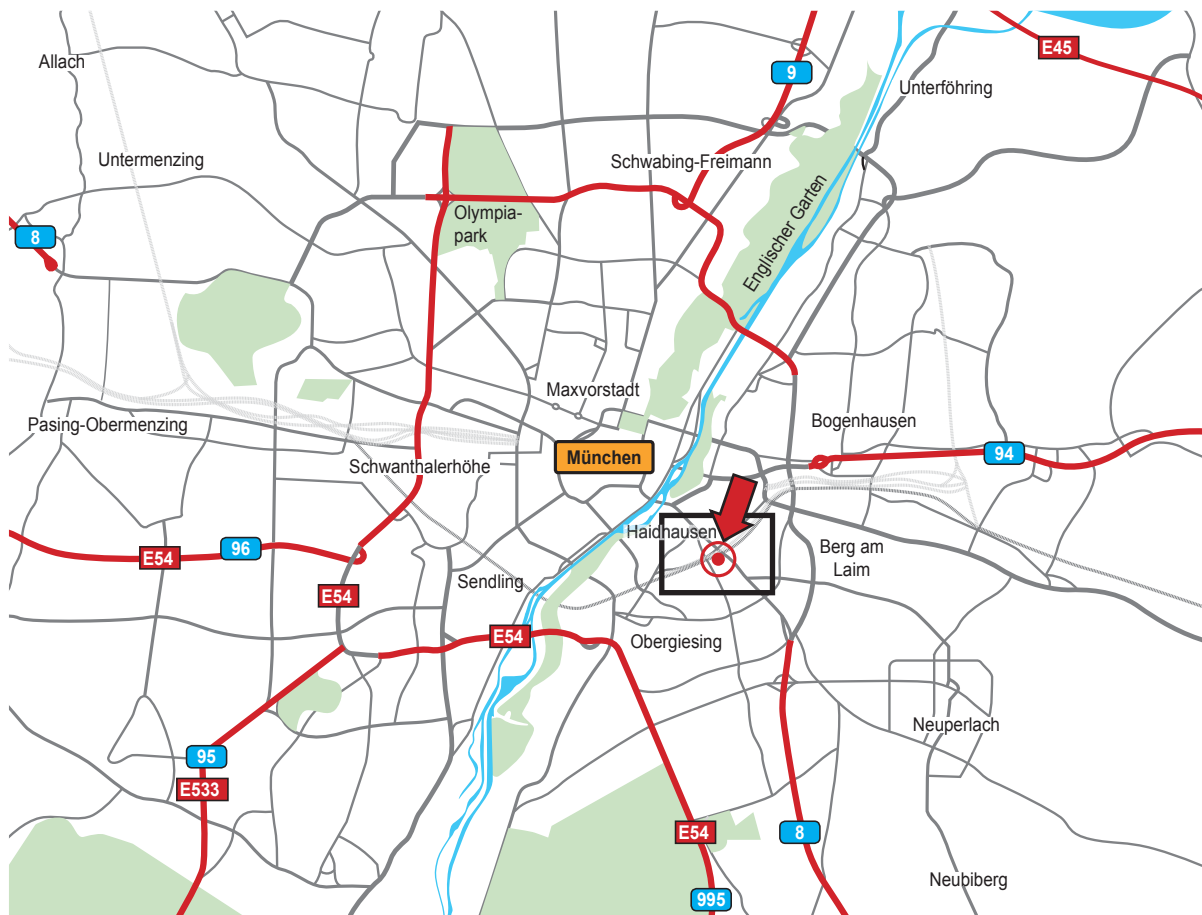 E45
Allach
9
Unterföhring
Untermenzing
Schwabing-Freimann
Olympia-
park
Englischer Garten
8
Maxvorstadt
Pasing-Obermenzing
Bogenhausen
München
94
Schwanthalerhöhe
Haidhausen
96
E54
Berg am
Laim
Sendling
E54
E54
Obergiesing
Neuperlach
95
E533
E54
8
Neubiberg
995